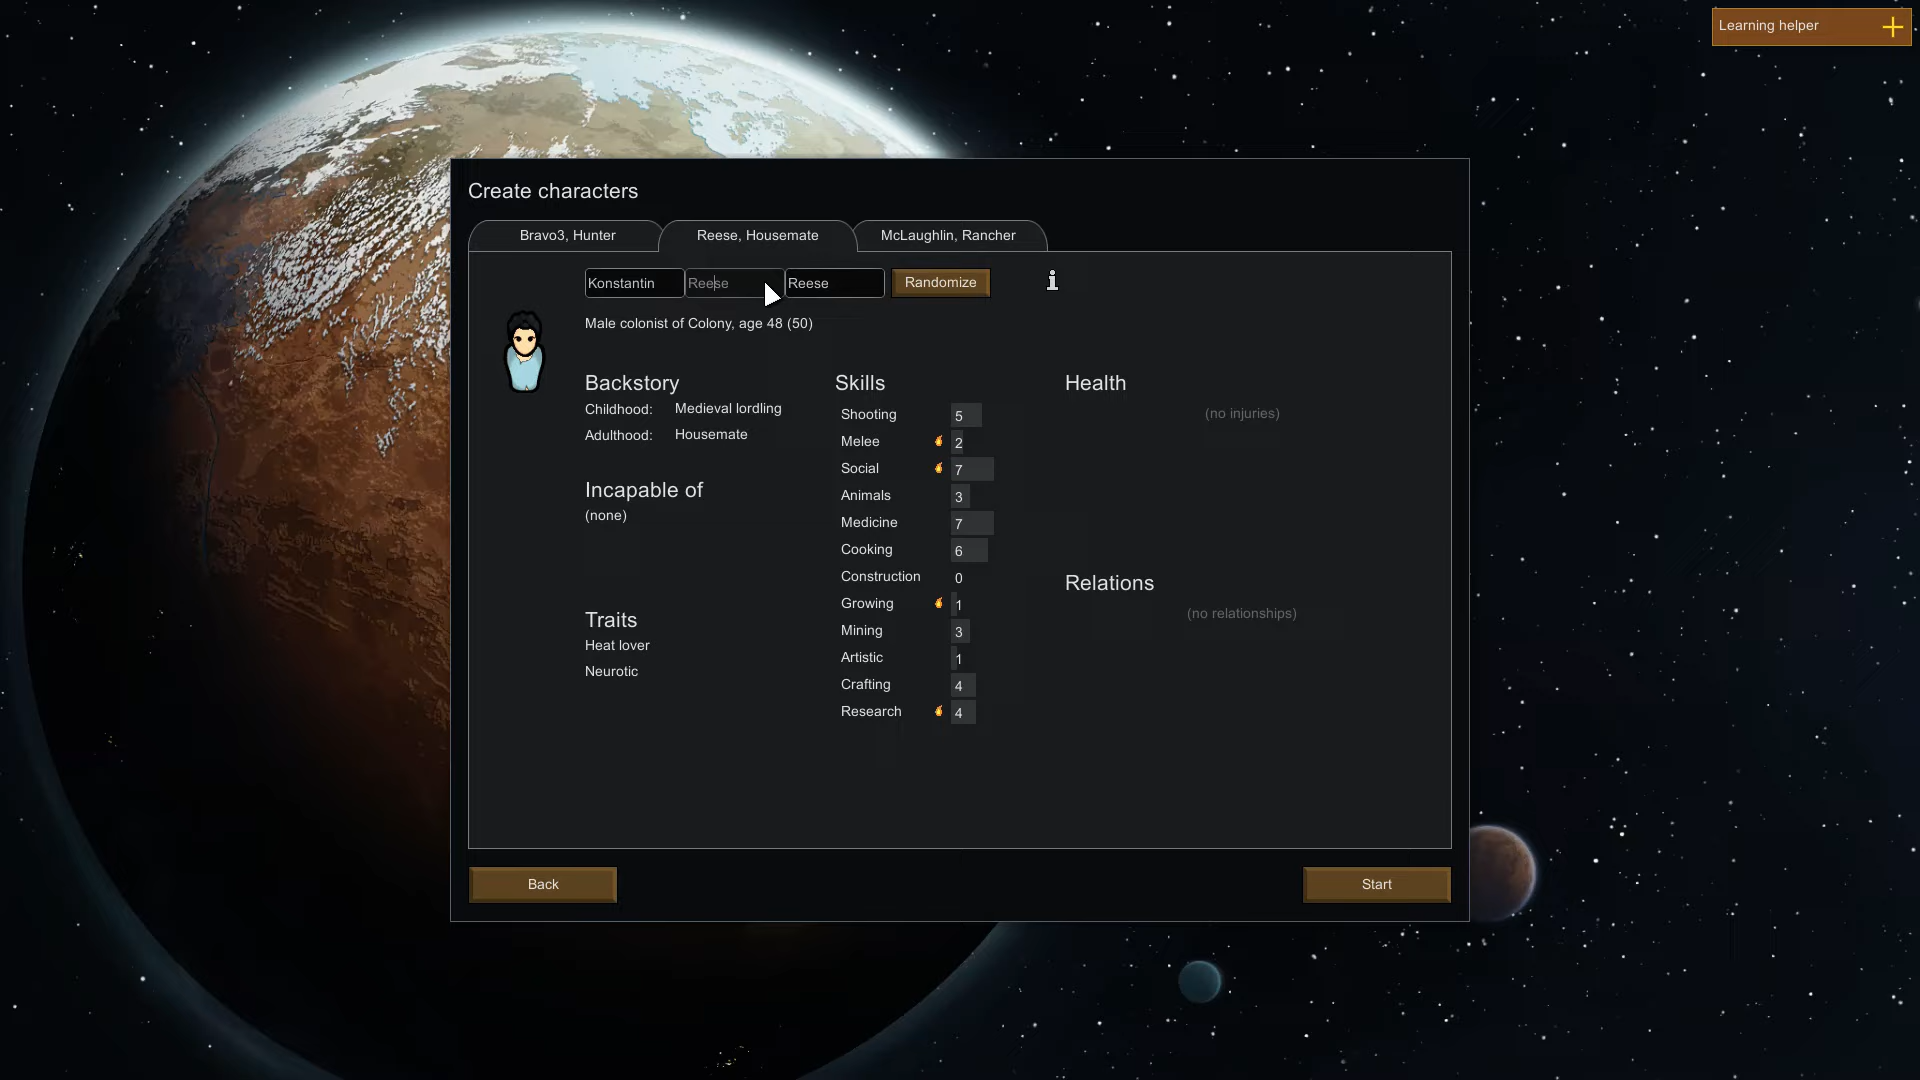 Learning helper
Create characters
Bravo3, Hunter
Reese, Housemate
McLaughlin, Rancher
Konstantin
Reese
Reese
Randomize
Male colonist of Colony, age 48 (50)
Backstory
Childhood: Medieval lordling
Adulthood: Housemate
Incapable of
(none)
Traits
Heat lover
Neurotic
Skills
Shooting 5
Melee 2
Social 7
Animals 3
Medicine 7
Cooking 6
Construction 0
Growing 1
Mining 3
Artistic 1
Crafting 4
Research 4
Health
(no injuries)
Relations
(no relationships)
Back
Start